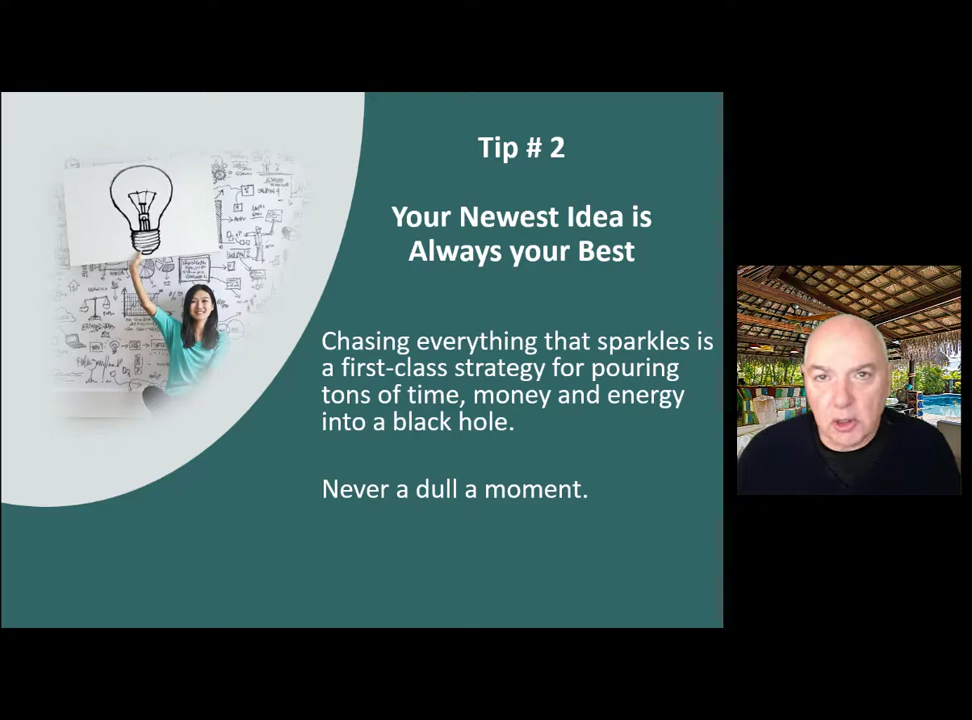 Tip # 2
Your Newest Idea is
Always your Best
Chasing everything that sparkles is
a first-class strategy for pouring
tons of time, money and energy
into a black hole.
Never a dull a moment.